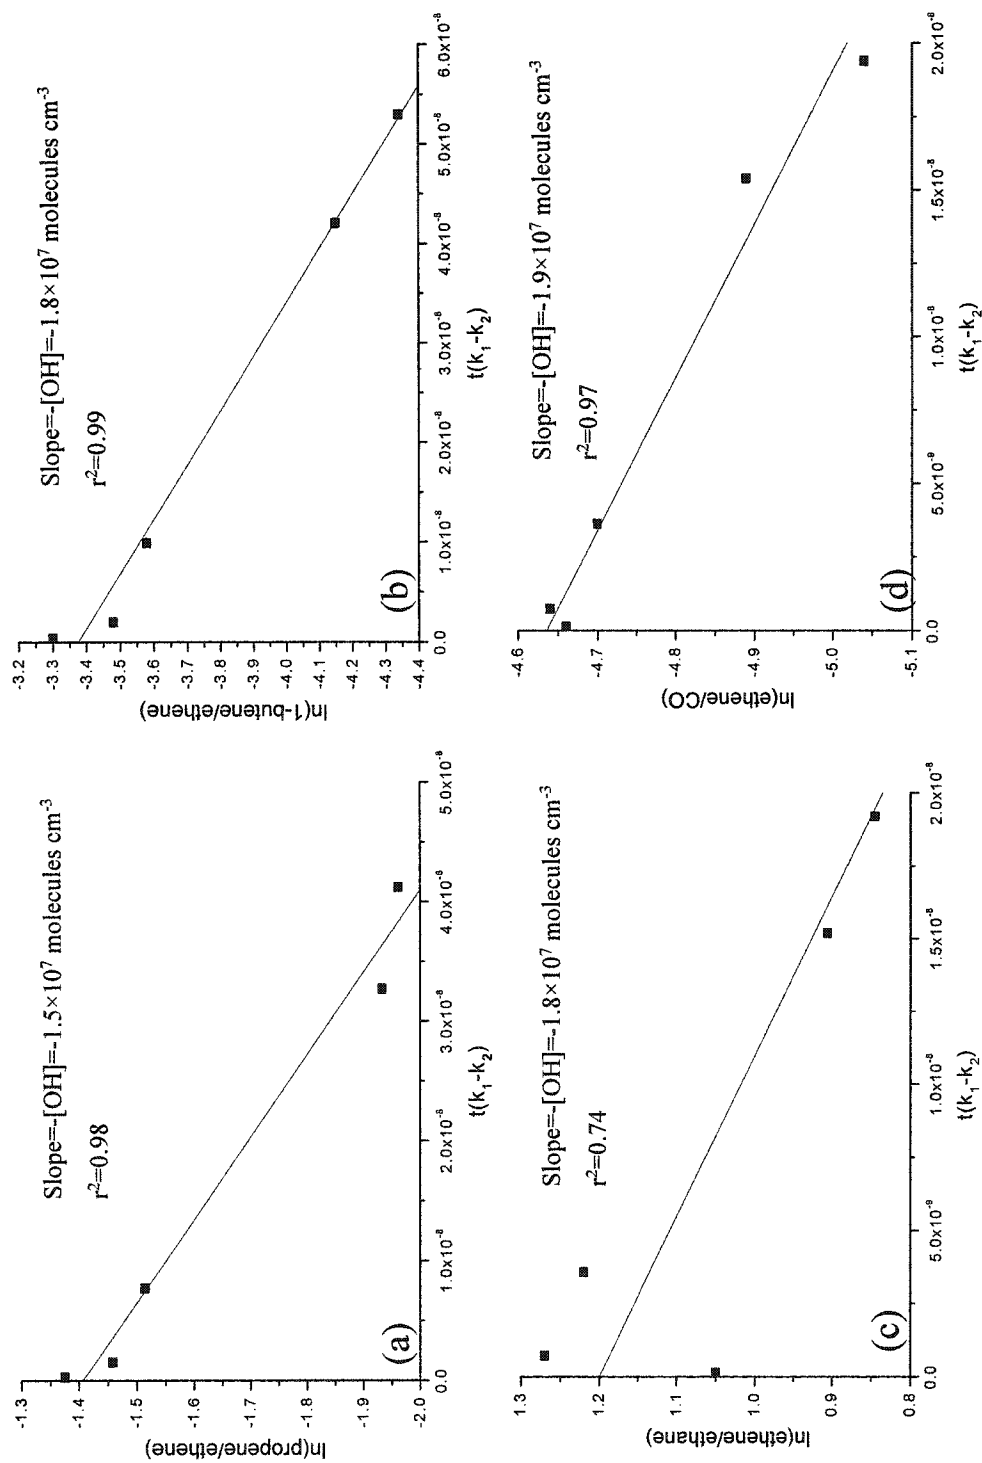 Slope=-[OH]=-1.5×10⁷ molecules cm⁻³
r²=0.98
(a)
ln(propene/ethene)
-1.3
-1.4
-1.5
-1.6
-1.7
-1.8
-1.9
-2.0
0.0
1.0x10⁻⁸
2.0x10⁻⁸
3.0x10⁻⁸
4.0x10⁻⁸
5.0x10⁻⁸
t(k₁-k₂)
Slope=-[OH]=-1.8×10⁷ molecules cm⁻³
r²=0.99
(b)
ln(1-butene/ethene)
-3.2
-3.3
-3.4
-3.5
-3.6
-3.7
-3.8
-3.9
-4.0
-4.1
-4.2
-4.3
-4.4
0.0
1.0x10⁻⁸
2.0x10⁻⁸
3.0x10⁻⁸
4.0x10⁻⁸
5.0x10⁻⁸
6.0x10⁻⁸
t(k₁-k₂)
Slope=-[OH]=-1.8×10⁷ molecules cm⁻³
r²=0.74
(c)
ln(ethene/ethane)
1.3
1.2
1.1
1.0
0.9
0.8
0.0
5.0x10⁻⁹
1.0x10⁻⁸
1.5x10⁻⁸
2.0x10⁻⁸
t(k₁-k₂)
Slope=-[OH]=-1.9×10⁷ molecules cm⁻³
r²=0.97
(d)
ln(ethene/CO)
-4.6
-4.7
-4.8
-4.9
-5.0
-5.1
0.0
5.0x10⁻⁹
1.0x10⁻⁸
1.5x10⁻⁸
2.0x10⁻⁸
t(k₁-k₂)